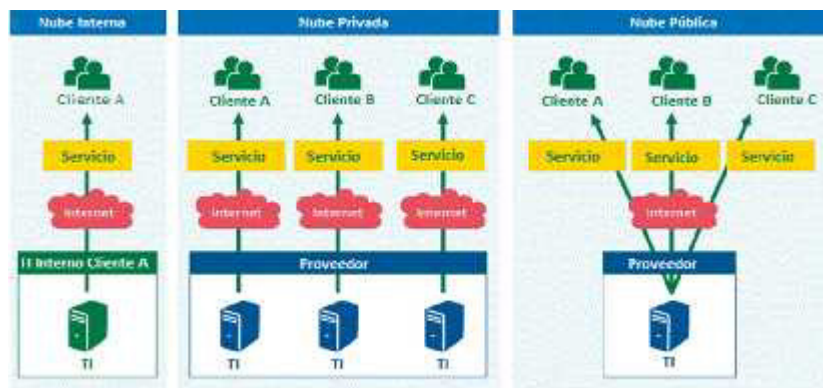 Nube Interna
Cliente A
Servicio
Internet
TI Interno Cliente A
TI
Nube Privada
Cliente A Cliente B Cliente C
Servicio Servicio Servicio
Internet Internet Internet
Proveedor
TI TI TI
Nube Pública
Cliente A Cliente B Cliente C
Servicio Servicio Servicio
Internet
Proveedor
TI